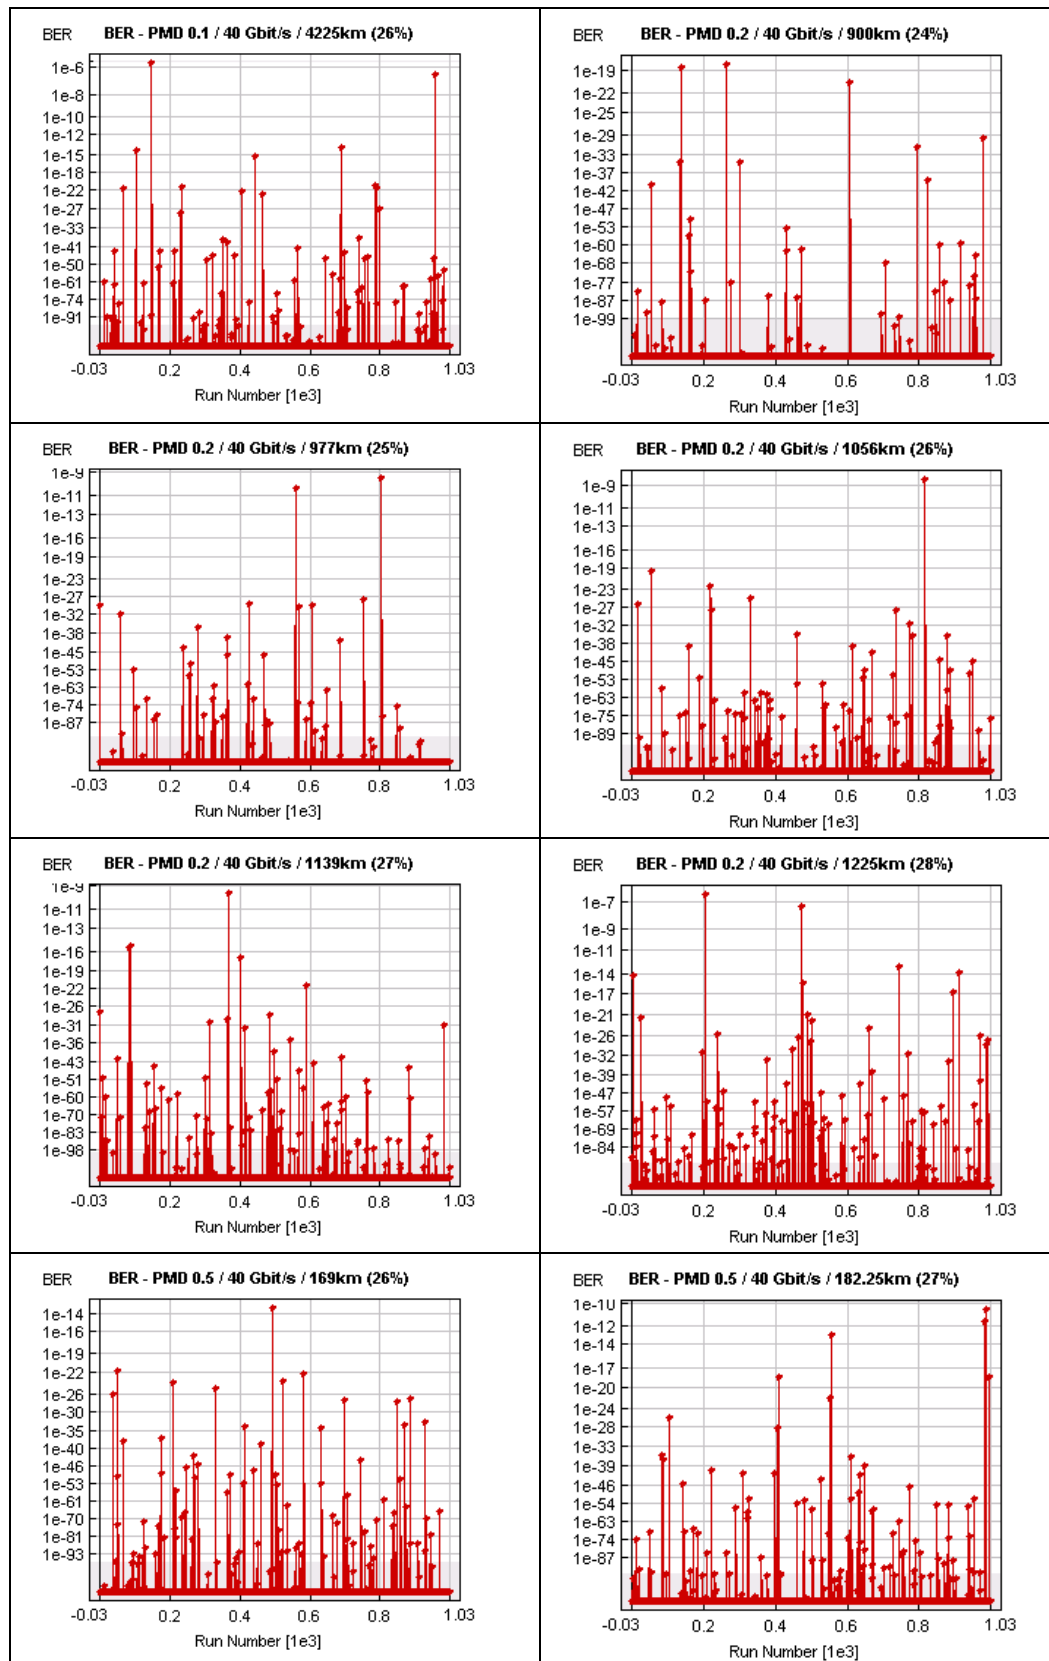 BER BER - PMD 0.1 / 40 Gbit/s / 4225km (26%)
1e-6
1e-8
1e-10
1e-12
1e-15
1e-18
1e-22
1e-27
1e-33
1e-41
1e-50
1e-61
1e-74
1e-91
-0.03 0.2 0.4 0.6 0.8 1.03
Run Number [1e3]
BER BER - PMD 0.2 / 40 Gbit/s / 900km (24%)
1e-19
1e-22
1e-25
1e-29
1e-33
1e-37
1e-42
1e-47
1e-53
1e-60
1e-68
1e-77
1e-87
1e-99
-0.03 0.2 0.4 0.6 0.8 1.03
Run Number [1e3]
BER BER - PMD 0.2 / 40 Gbit/s / 977km (25%)
1e-9
1e-11
1e-13
1e-16
1e-19
1e-23
1e-27
1e-32
1e-38
1e-45
1e-53
1e-63
1e-74
1e-87
-0.03 0.2 0.4 0.6 0.8 1.03
Run Number [1e3]
BER BER - PMD 0.2 / 40 Gbit/s / 1056km (26%)
1e-9
1e-11
1e-13
1e-16
1e-19
1e-23
1e-27
1e-32
1e-38
1e-45
1e-53
1e-63
1e-75
1e-89
-0.03 0.2 0.4 0.6 0.8 1.03
Run Number [1e3]
BER BER - PMD 0.2 / 40 Gbit/s / 1139km (27%)
1e-9
1e-11
1e-13
1e-16
1e-19
1e-22
1e-26
1e-31
1e-36
1e-43
1e-51
1e-60
1e-70
1e-83
1e-98
-0.03 0.2 0.4 0.6 0.8 1.03
Run Number [1e3]
BER BER - PMD 0.2 / 40 Gbit/s / 1225km (28%)
1e-7
1e-9
1e-11
1e-14
1e-17
1e-21
1e-26
1e-32
1e-39
1e-47
1e-57
1e-69
1e-84
-0.03 0.2 0.4 0.6 0.8 1.03
Run Number [1e3]
BER BER - PMD 0.5 / 40 Gbit/s / 169km (26%)
1e-14
1e-16
1e-19
1e-22
1e-26
1e-30
1e-35
1e-40
1e-46
1e-53
1e-61
1e-70
1e-81
1e-93
-0.03 0.2 0.4 0.6 0.8 1.03
Run Number [1e3]
BER BER - PMD 0.5 / 40 Gbit/s / 182.25km (27%)
1e-10
1e-12
1e-14
1e-17
1e-20
1e-24
1e-28
1e-33
1e-39
1e-46
1e-54
1e-63
1e-74
1e-87
-0.03 0.2 0.4 0.6 0.8 1.03
Run Number [1e3]